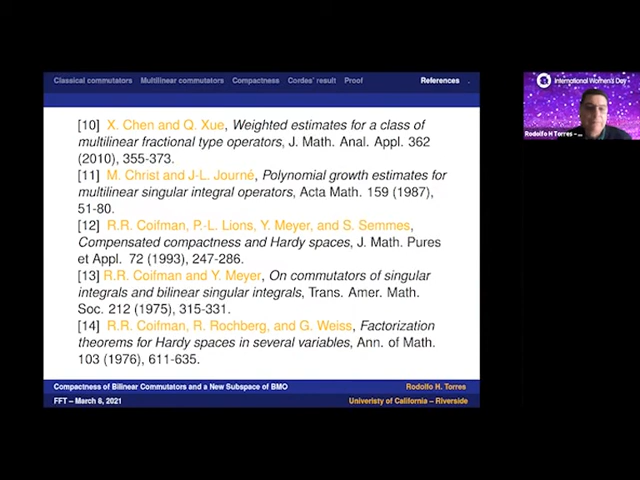 Classical commutators Multilinear commutators Compactness Cordes' result Proof References
[10] X. Chen and Q. Xue, Weighted estimates for a class of
multilinear fractional type operators, J. Math. Anal. Appl. 362
(2010), 355-373.
[11] M. Christ and J-L. Journé, Polynomial growth estimates for
multilinear singular integral operators, Acta Math. 159 (1987),
51-80.
[12] R.R. Coifman, P.-L. Lions, Y. Meyer, and S. Semmes,
Compensated compactness and Hardy spaces, J. Math. Pures
et Appl. 72 (1993), 247-286.
[13] R.R. Coifman and Y. Meyer, On commutators of singular
integrals and bilinear singular integrals, Trans. Amer. Math.
Soc. 212 (1975), 315-331.
[14] R.R. Coifman, R. Rochberg, and G. Weiss, Factorization
theorems for Hardy spaces in several variables, Ann. of Math.
103 (1976), 611-635.
Compactness of Bilinear Commutators and a New Subspace of BMO Rodolfo H. Torres
FFT – March 8, 2021 Univeristy of California – Riverside
International Women's Day
Rodolfo H Torres - ...